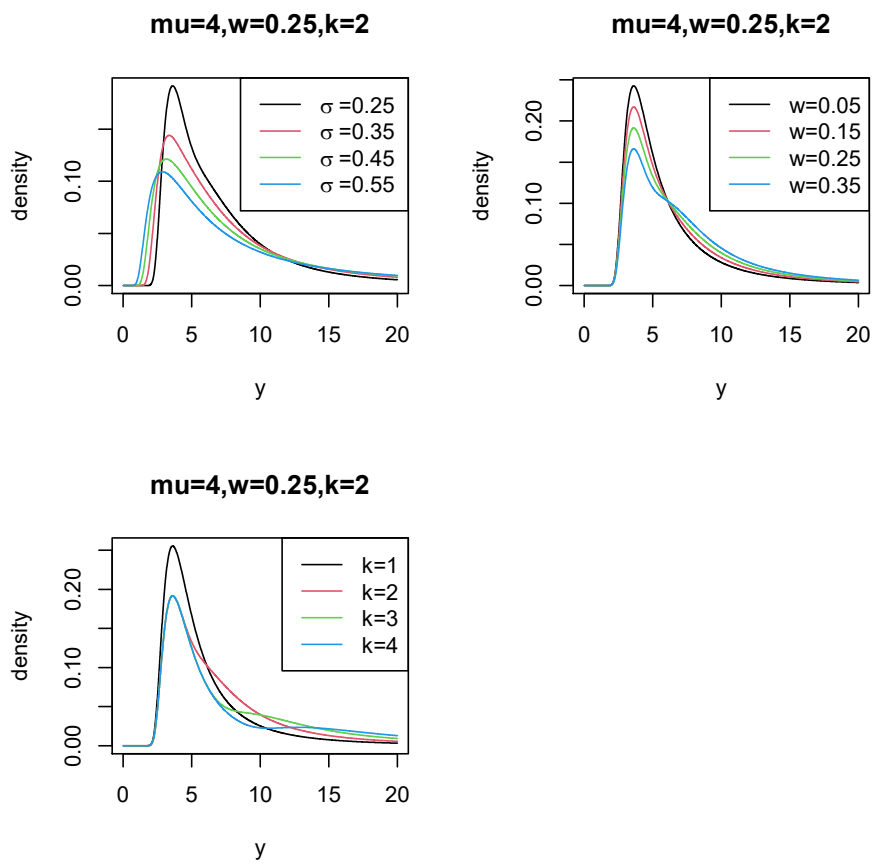 mu=4,w=0.25,k=2
density
0.00 0.10
σ =0.25
σ =0.35
σ =0.45
σ =0.55
0 5 10 15 20
y
mu=4,w=0.25,k=2
density
0.00 0.10 0.20
w=0.05
w=0.15
w=0.25
w=0.35
0 5 10 15 20
y
mu=4,w=0.25,k=2
density
0.00 0.10 0.20
k=1
k=2
k=3
k=4
0 5 10 15 20
y